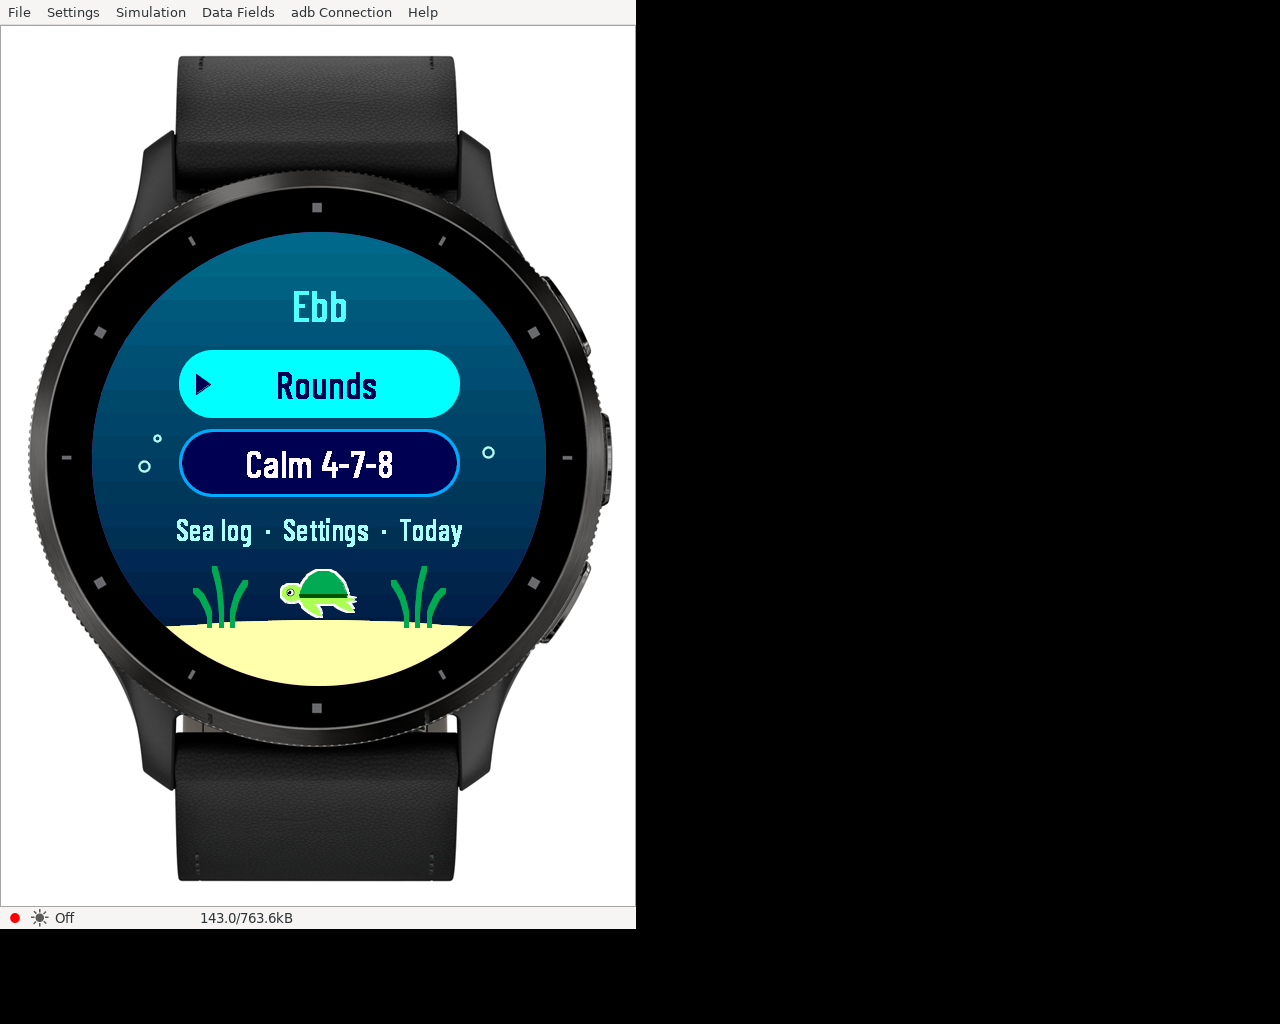 File Settings Simulation Data Fields adb Connection Help
Ebb
Rounds
Calm 4-7-8
Sea log · Settings · Today
Off 143.0/763.6kB